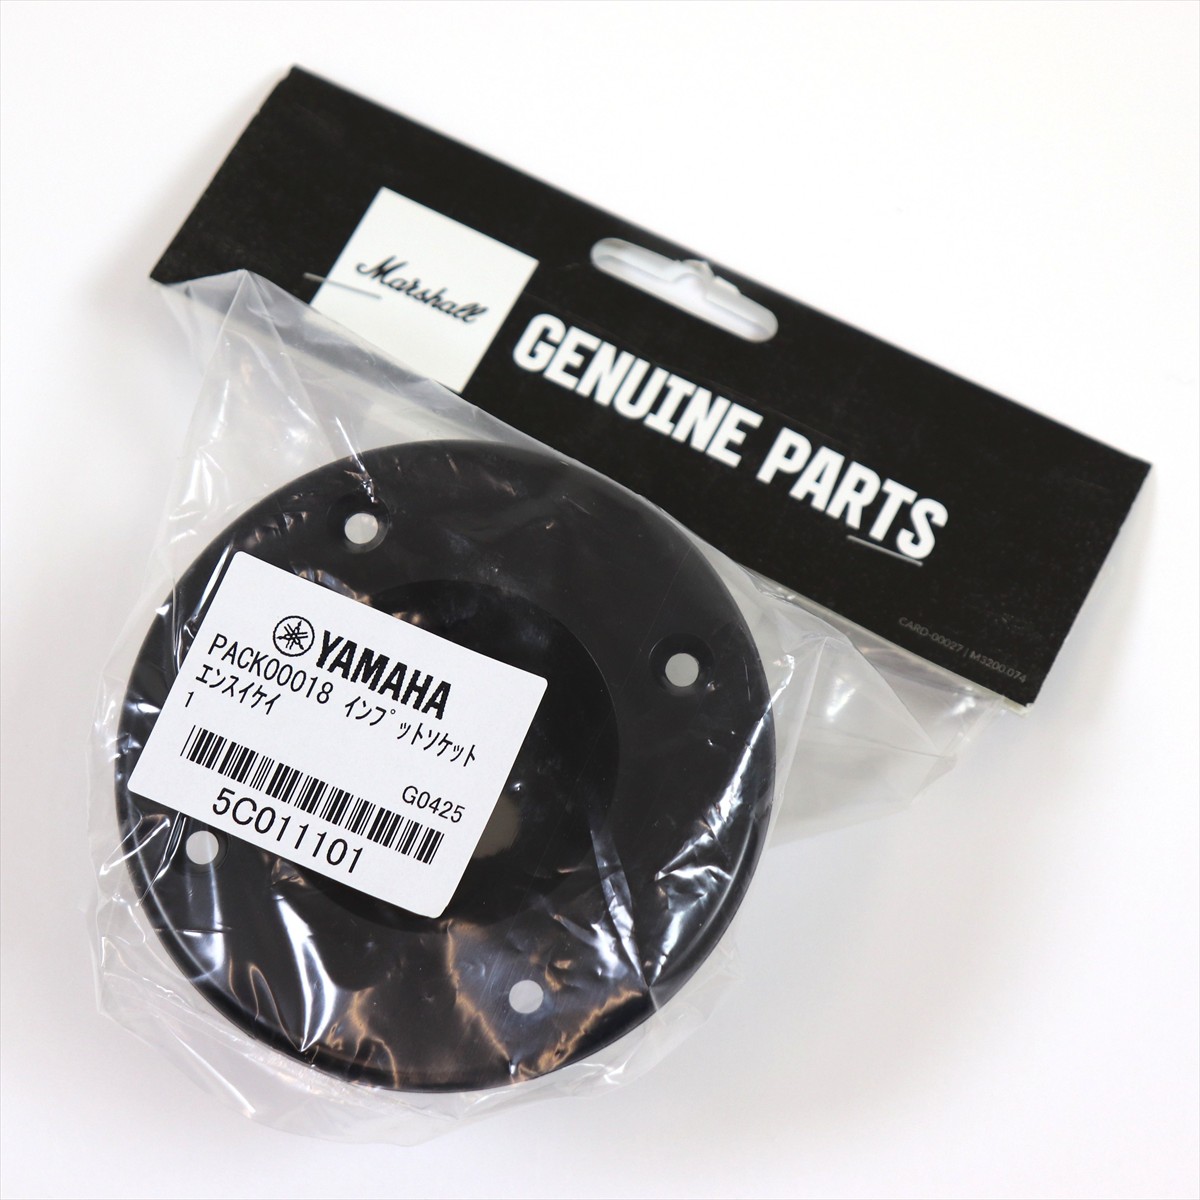 Marshall
GENUINE PARTS
CARD-00027 | M3200.074
YAMAHA
PACK00018 インプットソケット
エンスイケイ
1
G0425
5C011101